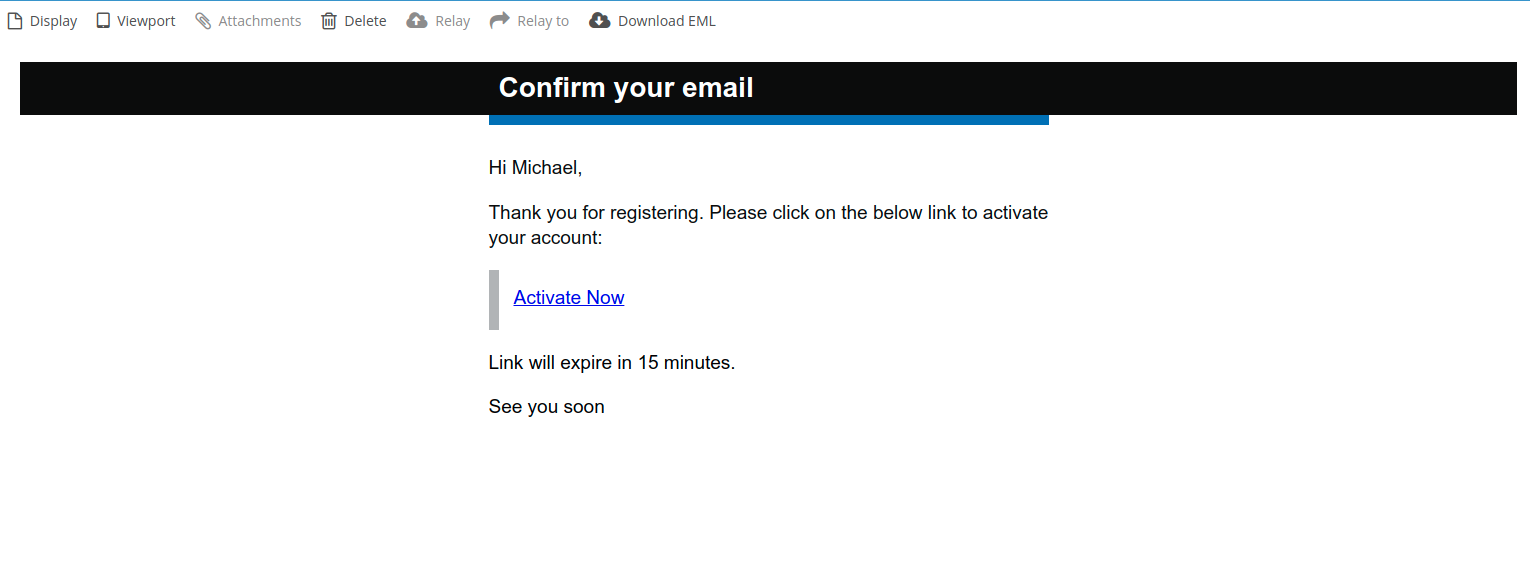 Display Viewport Attachments Delete Relay Relay to Download EML
Confirm your email
Hi Michael,
Thank you for registering. Please click on the below link to activate
your account:
Activate Now
Link will expire in 15 minutes.
See you soon